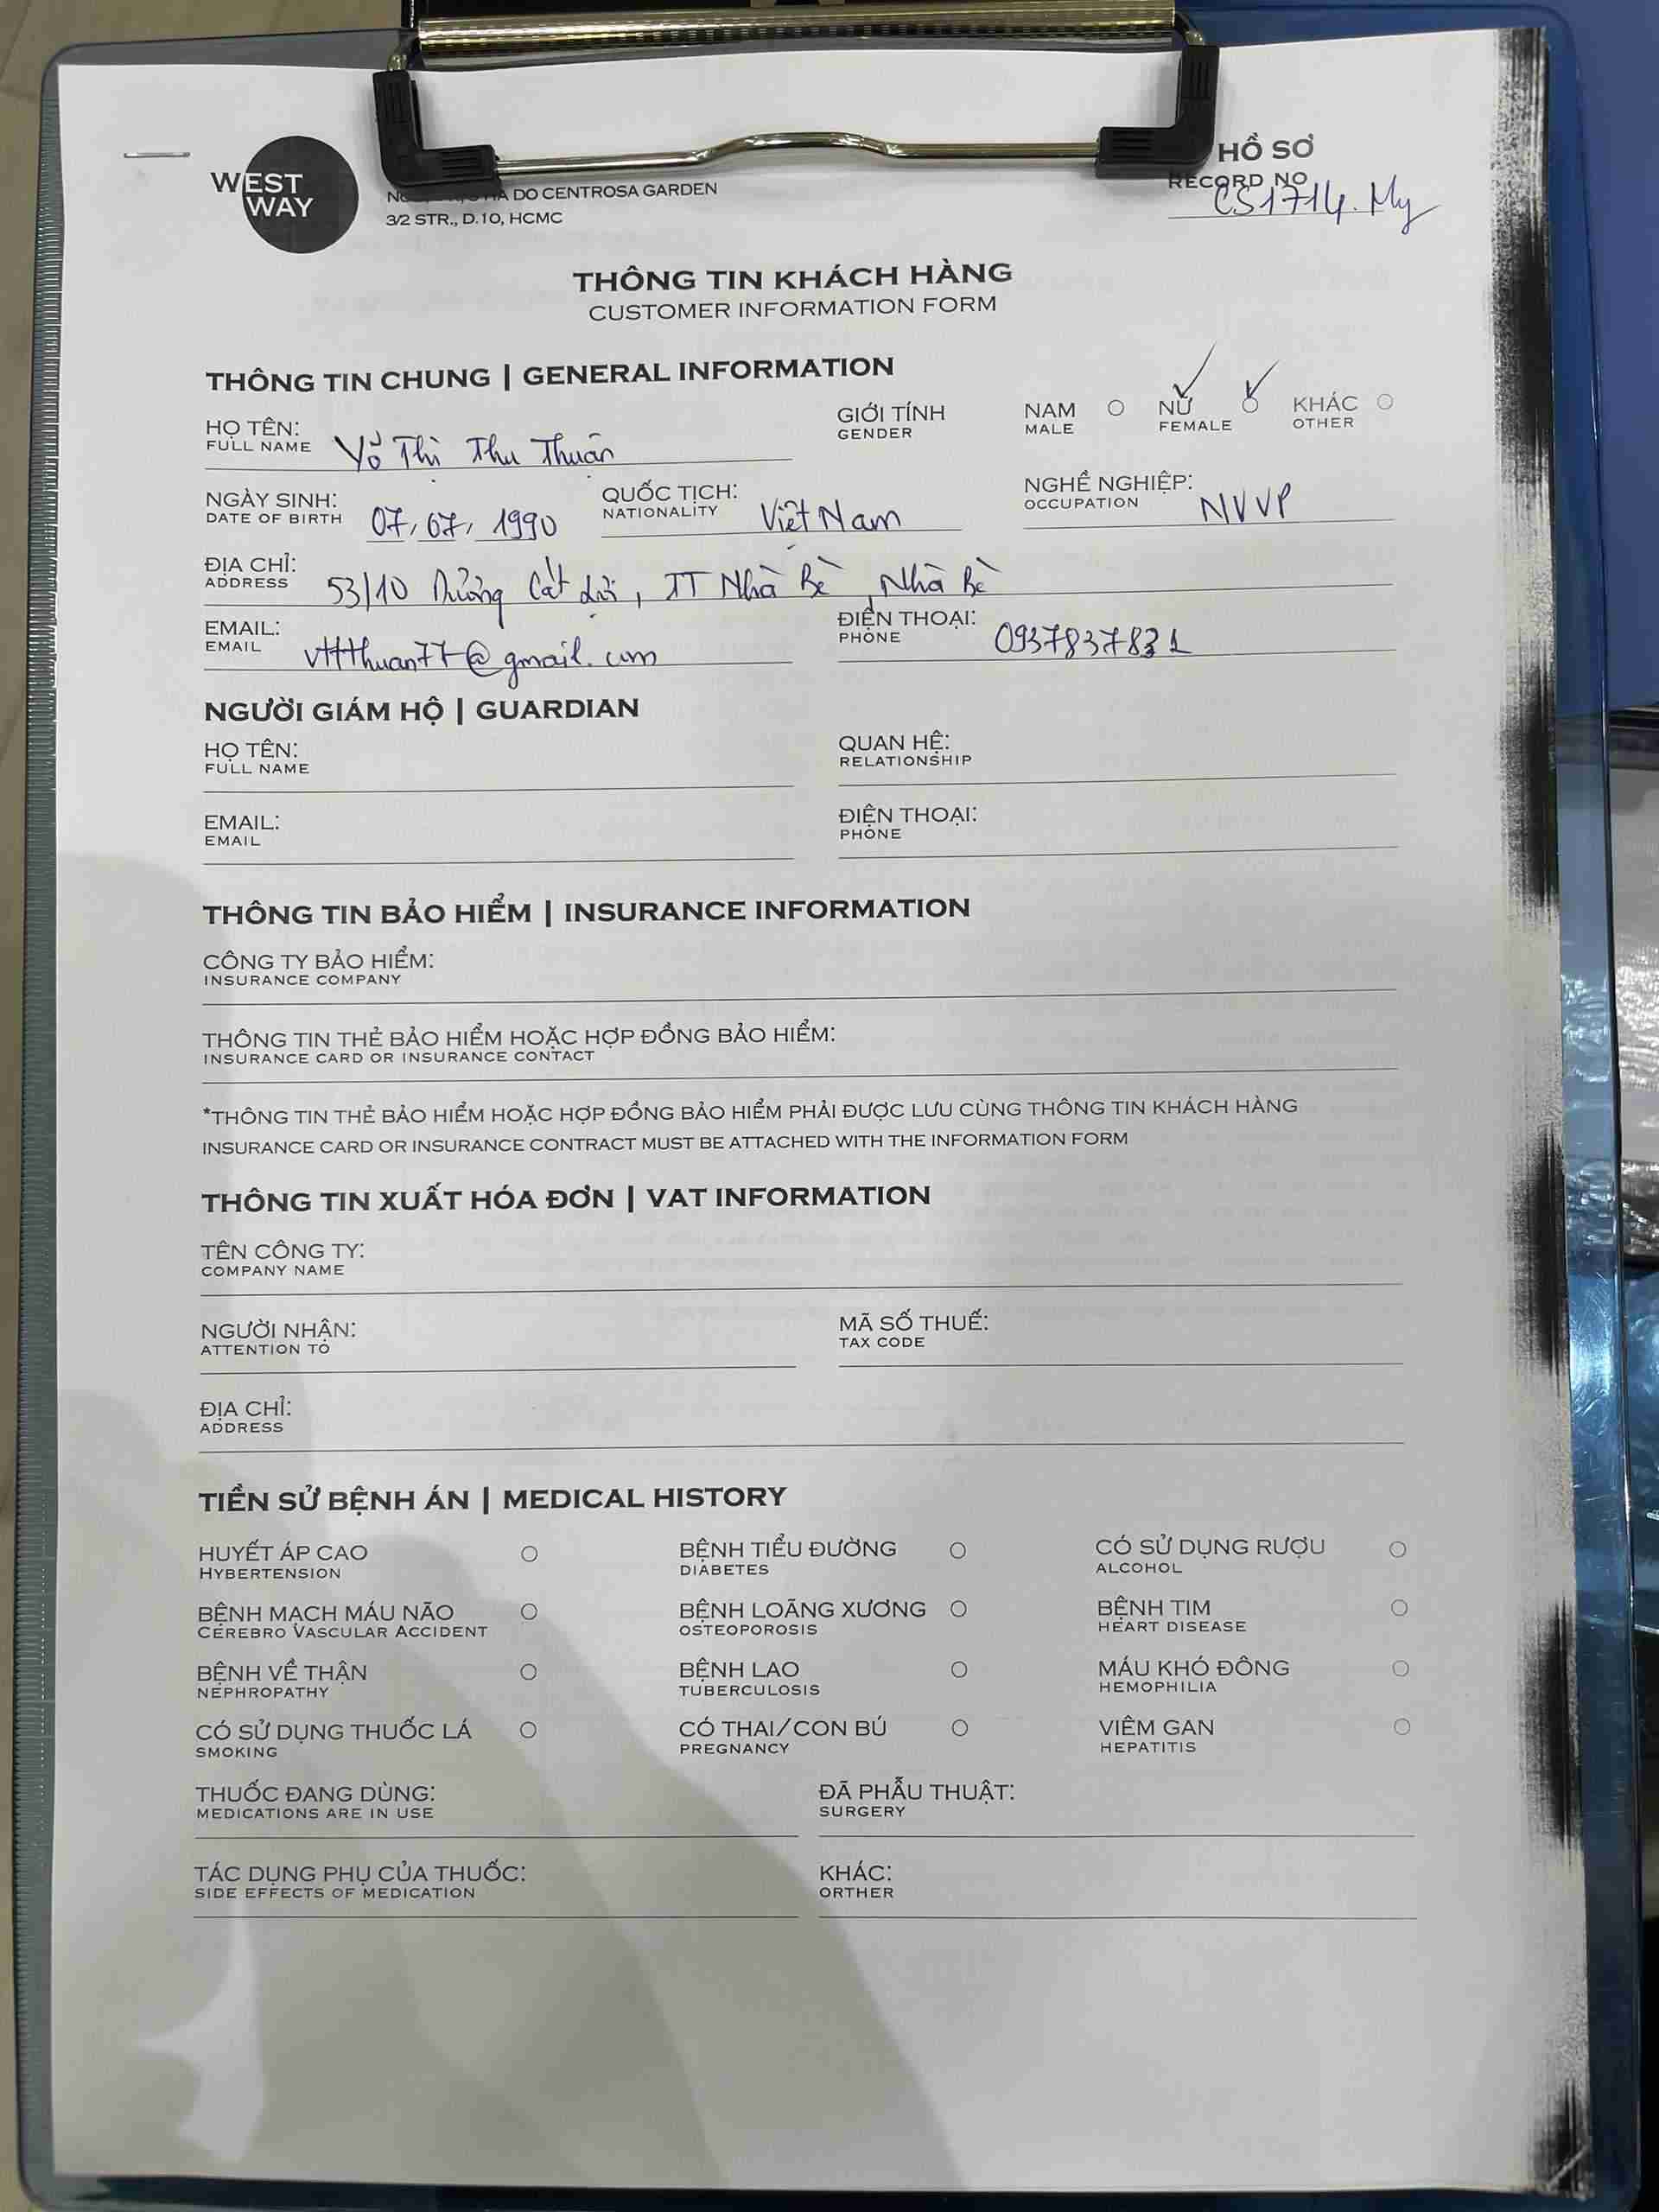 WEST WAY
DO CENTROSA GARDEN
3/2 STR., D.10, HCMC
HỒ SƠ
RECORD NO
CS1714. My
THÔNG TIN KHÁCH HÀNG
CUSTOMER INFORMATION FORM
THÔNG TIN CHUNG | GENERAL INFORMATION
HỌ TÊN: Võ Thị Thu Thuận GIỚI TÍNH NAM NỮ KHÁC
FULL NAME GENDER MALE FEMALE OTHER
NGÀY SINH: 07, 07, 1990 QUỐC TỊCH: Việt Nam NGHỀ NGHIỆP: NVVP
DATE OF BIRTH NATIONALITY OCCUPATION
ĐỊA CHỈ: 53/10 Dương Cát Lợi, TT Nhà Bè, Nhà Bè
ADDRESS
EMAIL: vttthuan77@gmail.com ĐIỆN THOẠI: 0937837831
EMAIL PHONE
NGƯỜI GIÁM HỘ | GUARDIAN
HỌ TÊN: QUAN HỆ:
FULL NAME RELATIONSHIP
EMAIL: ĐIỆN THOẠI:
EMAIL PHONE
THÔNG TIN BẢO HIỂM | INSURANCE INFORMATION
CÔNG TY BẢO HIỂM:
INSURANCE COMPANY
THÔNG TIN THẺ BẢO HIỂM HOẶC HỢP ĐỒNG BẢO HIỂM:
INSURANCE CARD OR INSURANCE CONTACT
*THÔNG TIN THẺ BẢO HIỂM HOẶC HỢP ĐỒNG BẢO HIỂM PHẢI ĐƯỢC LƯU CÙNG THÔNG TIN KHÁCH HÀNG
INSURANCE CARD OR INSURANCE CONTRACT MUST BE ATTACHED WITH THE INFORMATION FORM
THÔNG TIN XUẤT HÓA ĐƠN | VAT INFORMATION
TÊN CÔNG TY:
COMPANY NAME
NGƯỜI NHẬN: MÃ SỐ THUẾ:
ATTENTION TO TAX CODE
ĐỊA CHỈ:
ADDRESS
TIỀN SỬ BỆNH ÁN | MEDICAL HISTORY
HUYẾT ÁP CAO BỆNH TIỂU ĐƯỜNG CÓ SỬ DỤNG RƯỢU
HYBERTENSION DIABETES ALCOHOL
BỆNH MẠCH MÁU NÃO BỆNH LOÃNG XƯƠNG BỆNH TIM
CEREBRO VASCULAR ACCIDENT OSTEOPOROSIS HEART DISEASE
BỆNH VỀ THẬN BỆNH LAO MÁU KHÓ ĐÔNG
NEPHROPATHY TUBERCULOSIS HEMOPHILIA
CÓ SỬ DỤNG THUỐC LÁ CÓ THAI/CON BÚ VIÊM GAN
SMOKING PREGNANCY HEPATITIS
THUỐC ĐANG DÙNG: ĐÃ PHẪU THUẬT:
MEDICATIONS ARE IN USE SURGERY
TÁC DỤNG PHỤ CỦA THUỐC: KHÁC:
SIDE EFFECTS OF MEDICATION ORTHER